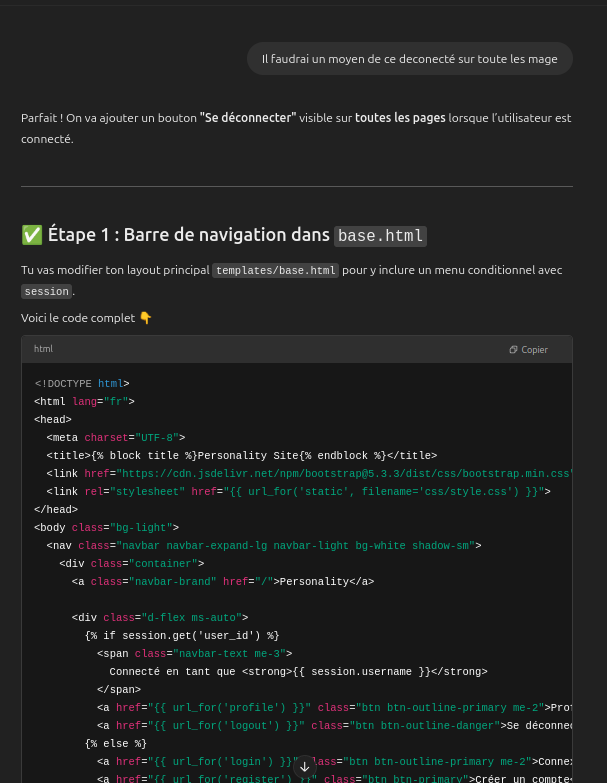 Il faudrai un moyen de ce deconecté sur toute les mage
Parfait ! On va ajouter un bouton "Se déconnecter" visible sur toutes les pages lorsque l'utilisateur est
connecté.
✅ Étape 1 : Barre de navigation dans base.html
Tu vas modifier ton layout principal templates/base.html pour y inclure un menu conditionnel avec
session.
Voici le code complet 👇
html
Copier
<!DOCTYPE html>
<html lang="fr">
<head>
<meta charset="UTF-8">
<title>{% block title %}Personality Site{% endblock %}</title>
<link href="https://cdn.jsdelivr.net/npm/bootstrap@5.3.3/dist/css/bootstrap.min.css"
<link rel="stylesheet" href="{{ url_for('static', filename='css/style.css') }}">
</head>
<body class="bg-light">
<nav class="navbar navbar-expand-lg navbar-light bg-white shadow-sm">
<div class="container">
<a class="navbar-brand" href="/">Personality</a>
<div class="d-flex ms-auto">
{% if session.get('user_id') %}
<span class="navbar-text me-3">
Connecté en tant que <strong>{{ session.username }}</strong>
</span>
<a href="{{ url_for('profile') }}" class="btn btn-outline-primary me-2">Prof
<a href="{{ url_for('logout') }}" class="btn btn-outline-danger">Se déconnec
{% else %}
<a href="{{ url_for('login') }}" lass="btn btn-outline-primary me-2">Connex
<a href="{{ url_for('register') }}" class="btn btn-primary">Créer un compte<